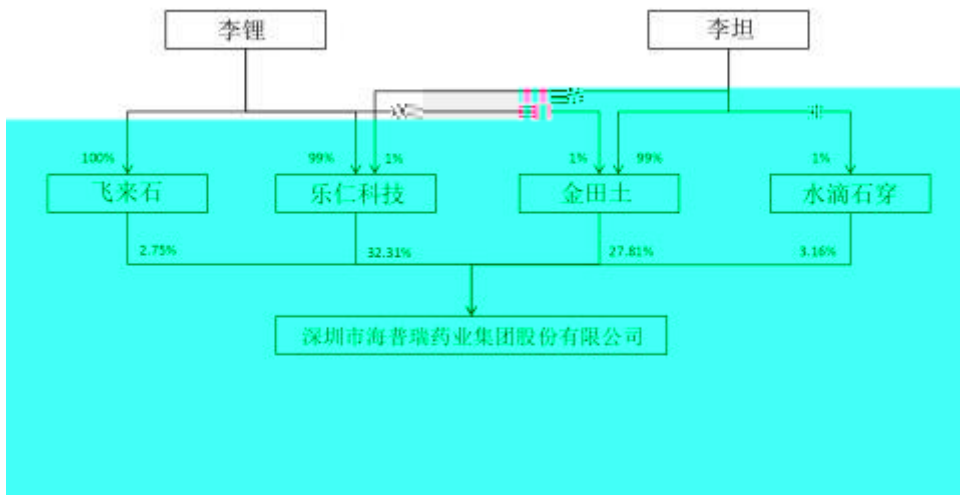 李锂 李坦
100% 99% 1% 1% 99% 1%
飞来石 乐仁科技 金田土 水滴石穿
2.75% 32.31% 27.81% 3.16%
深圳市海普瑞药业集团股份有限公司